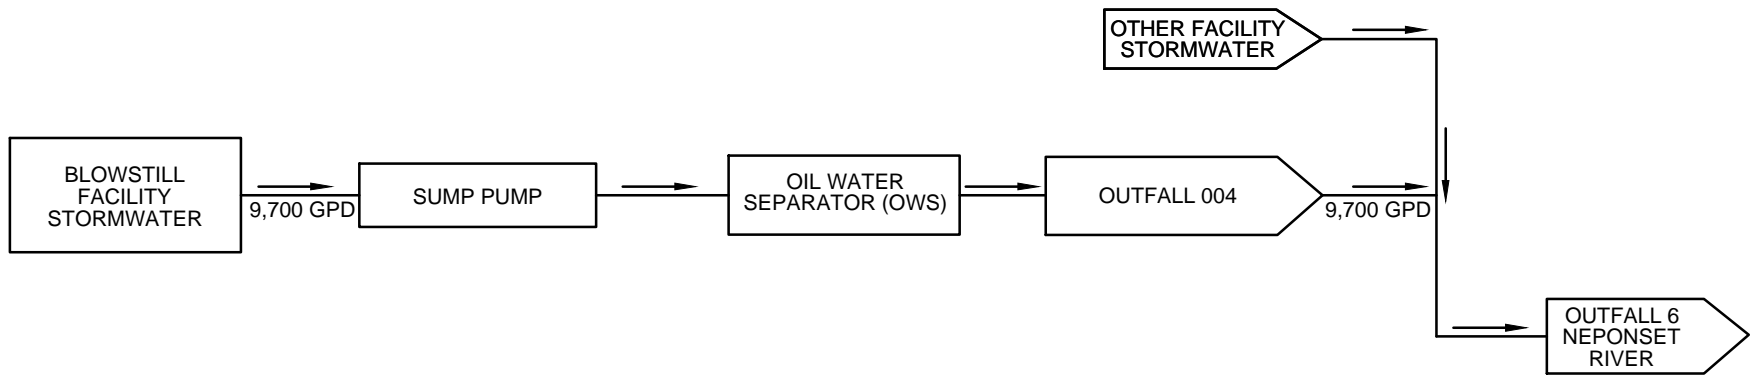 OTHER FACILITY
STORMWATER
BLOWSTILL
FACILITY
STORMWATER
9,700 GPD
SUMP PUMP
OIL WATER
SEPARATOR (OWS)
OUTFALL 004
9,700 GPD
OUTFALL 6
NEPONSET
RIVER